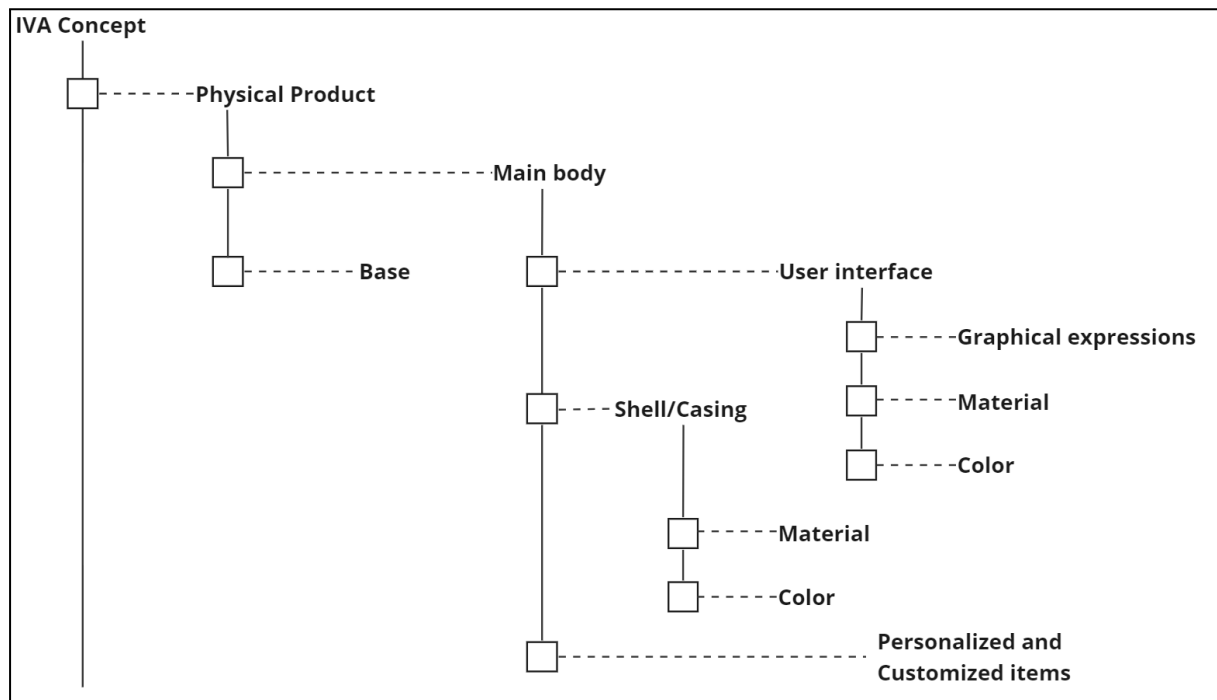 IVA Concept
Physical Product
Main body
Base
User interface
Graphical expressions
Material
Shell/Casing
Color
Material
Color
Personalized and
Customized items